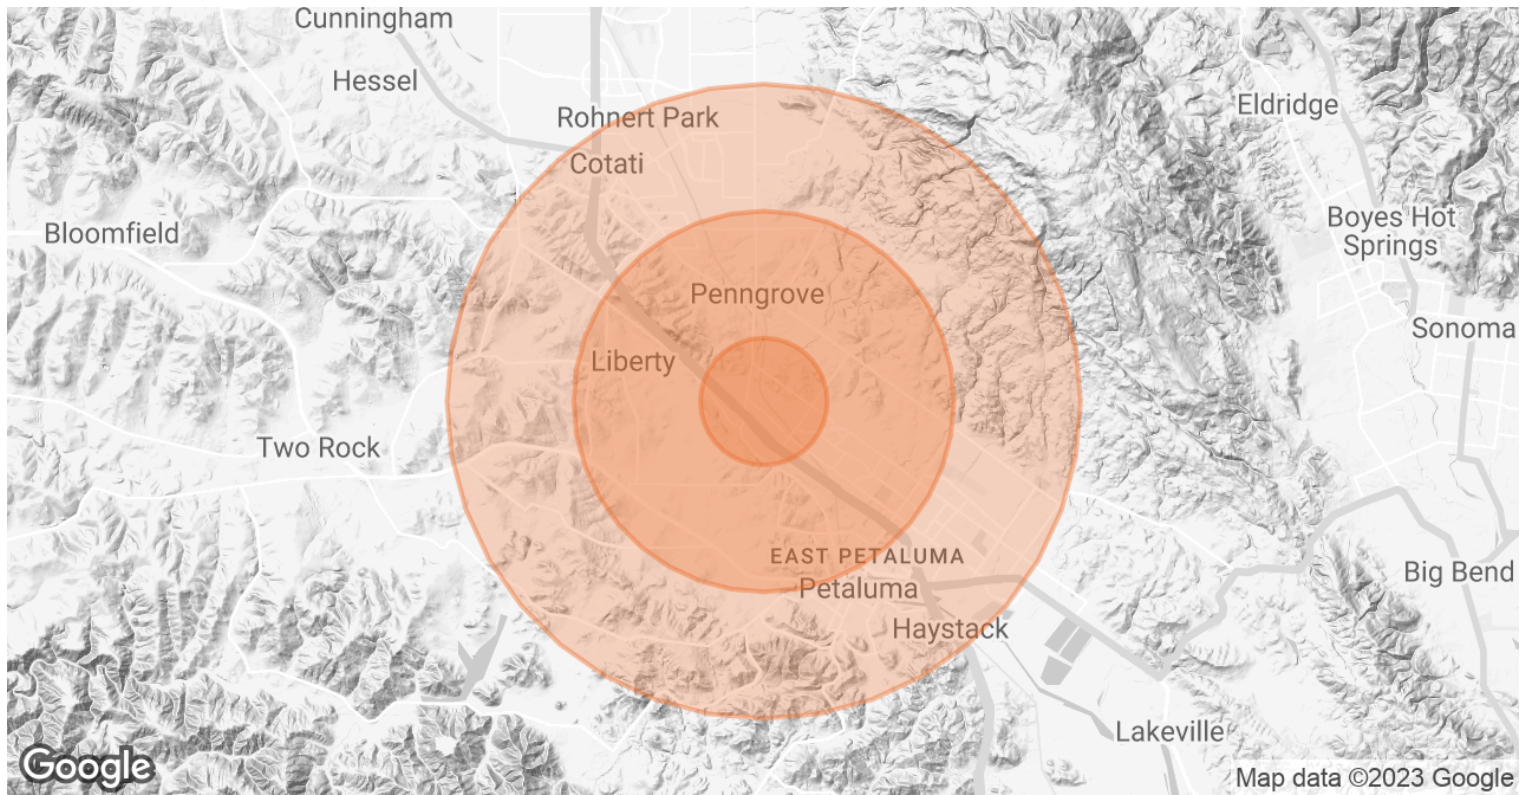 Cunningham
Hessel
Eldridge
Rohnert Park
Cotati
Bloomfield
Boyes Hot
Springs
Penngrove
Sonoma
Liberty
Two Rock
EAST PETALUMA
Petaluma
Big Bend
Haystack
Lakeville
Google
Map data ©2023 Google